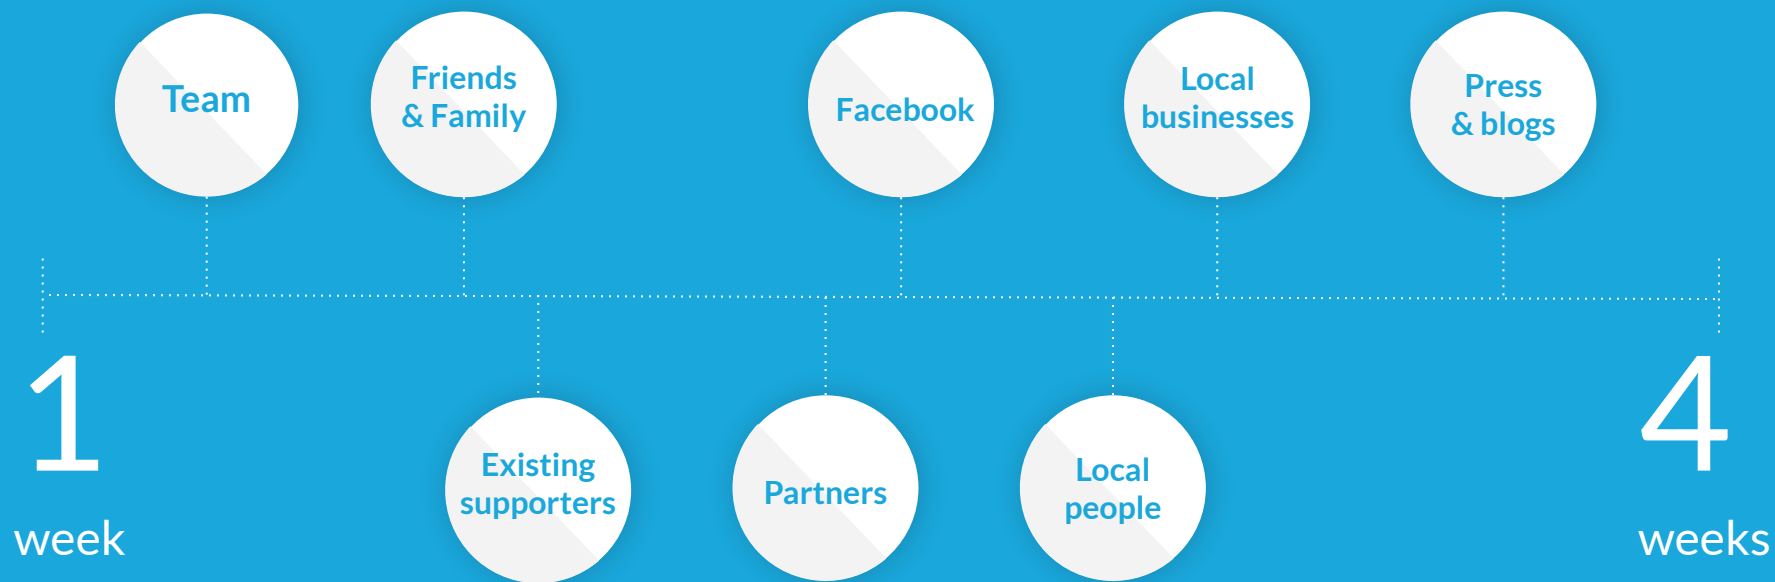 Team
Friends
& Family
Facebook
Local
businesses
Press
& blogs
1
week
Existing
supporters
Partners
Local
people
4
weeks